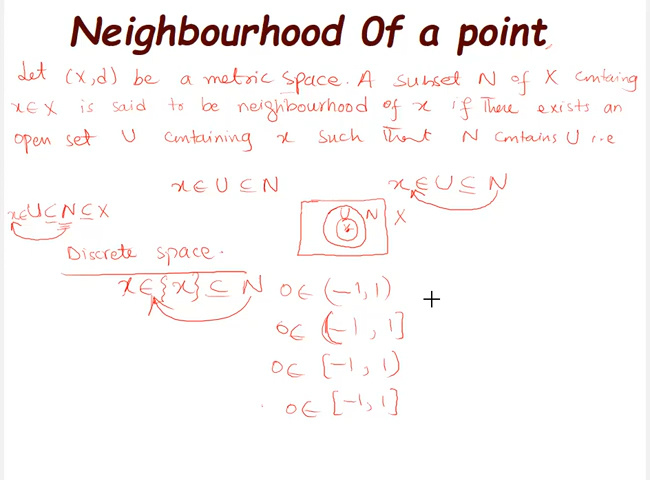 Neighbourhood Of a point
Let (X,d) be a metric space. A subset N of X containg
x∈X is said to be neighbourhood of x if There exists an
open set U containing x such that N contains U i.e
x∈U⊆N
x∈U⊆N
x∈U⊆N⊆X
U N X
x
Discrete space.
x∈{x}⊆N
0∈(-1,1)
0∈(-1,1]
0∈[-1,1)
0∈[-1,1]